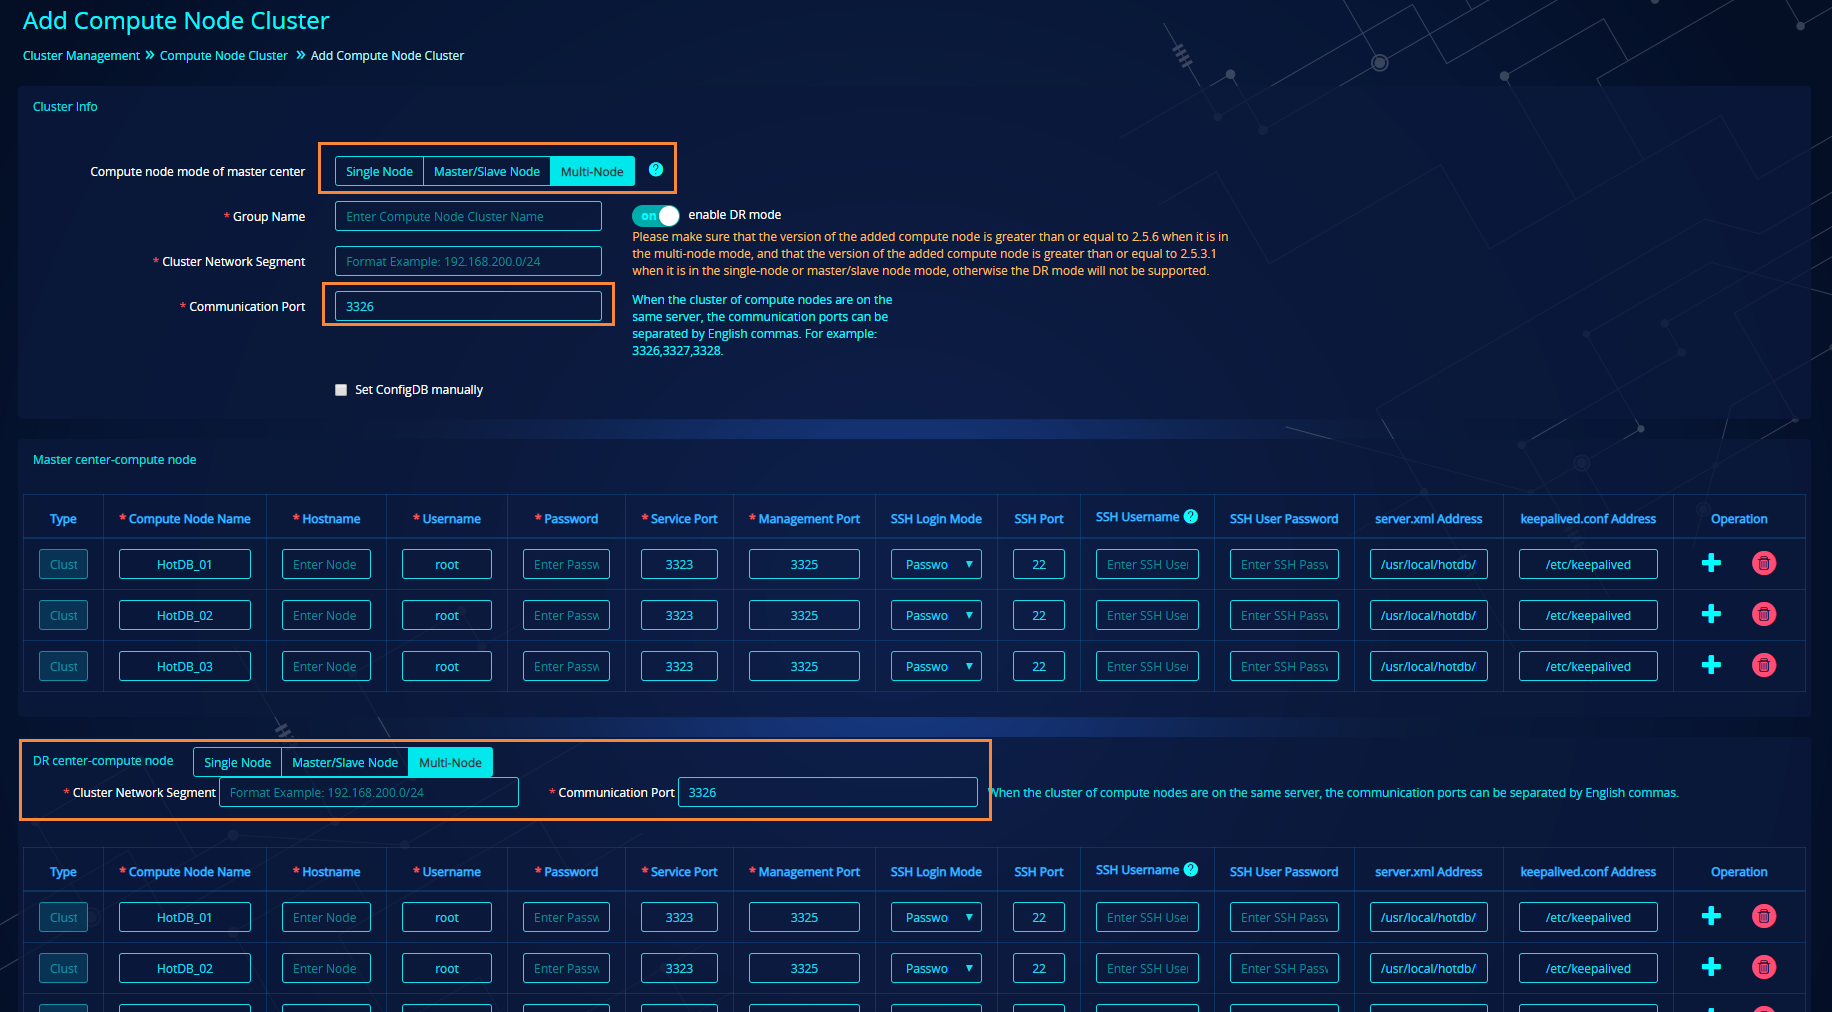 Add Compute Node Cluster
Cluster Management » Compute Node Cluster » Add Compute Node Cluster
Cluster Info
Compute node mode of master center Single Node Master/Slave Node Multi-Node ?
* Group Name Enter Compute Node Cluster Name on enable DR mode
Please make sure that the version of the added compute node is greater than or equal to 2.5.6 when it is in
the multi-node mode, and that the version of the added compute node is greater than or equal to 2.5.3.1
when it is in the single-node or master/slave node mode, otherwise the DR mode will not be supported.
* Cluster Network Segment Format Example: 192.168.200.0/24
* Communication Port 3326
When the cluster of compute nodes are on the
same server, the communication ports can be
separated by English commas. For example:
3326,3327,3328.
Set ConfigDB manually
Master center-compute node
Type * Compute Node Name * Hostname * Username * Password * Service Port * Management Port SSH Login Mode SSH Port SSH Username ? SSH User Password server.xml Address keepalived.conf Address Operation
Clust HotDB_01 Enter Node root Enter Passw 3323 3325 Passwo ▼ 22 Enter SSH User Enter SSH Passw /usr/local/hotdb/ /etc/keepalived
Clust HotDB_02 Enter Node root Enter Passw 3323 3325 Passwo ▼ 22 Enter SSH User Enter SSH Passw /usr/local/hotdb/ /etc/keepalived
Clust HotDB_03 Enter Node root Enter Passw 3323 3325 Passwo ▼ 22 Enter SSH User Enter SSH Passw /usr/local/hotdb/ /etc/keepalived
DR center-compute node Single Node Master/Slave Node Multi-Node
* Cluster Network Segment Format Example: 192.168.200.0/24 * Communication Port 3326 When the cluster of compute nodes are on the same server, the communication ports can be separated by English commas.
Type * Compute Node Name * Hostname * Username * Password * Service Port * Management Port SSH Login Mode SSH Port SSH Username ? SSH User Password server.xml Address keepalived.conf Address Operation
Clust HotDB_01 Enter Node root Enter Passw 3323 3325 Passwo ▼ 22 Enter SSH User Enter SSH Passw /usr/local/hotdb/ /etc/keepalived
Clust HotDB_02 Enter Node root Enter Passw 3323 3325 Passwo ▼ 22 Enter SSH User Enter SSH Passw /usr/local/hotdb/ /etc/keepalived